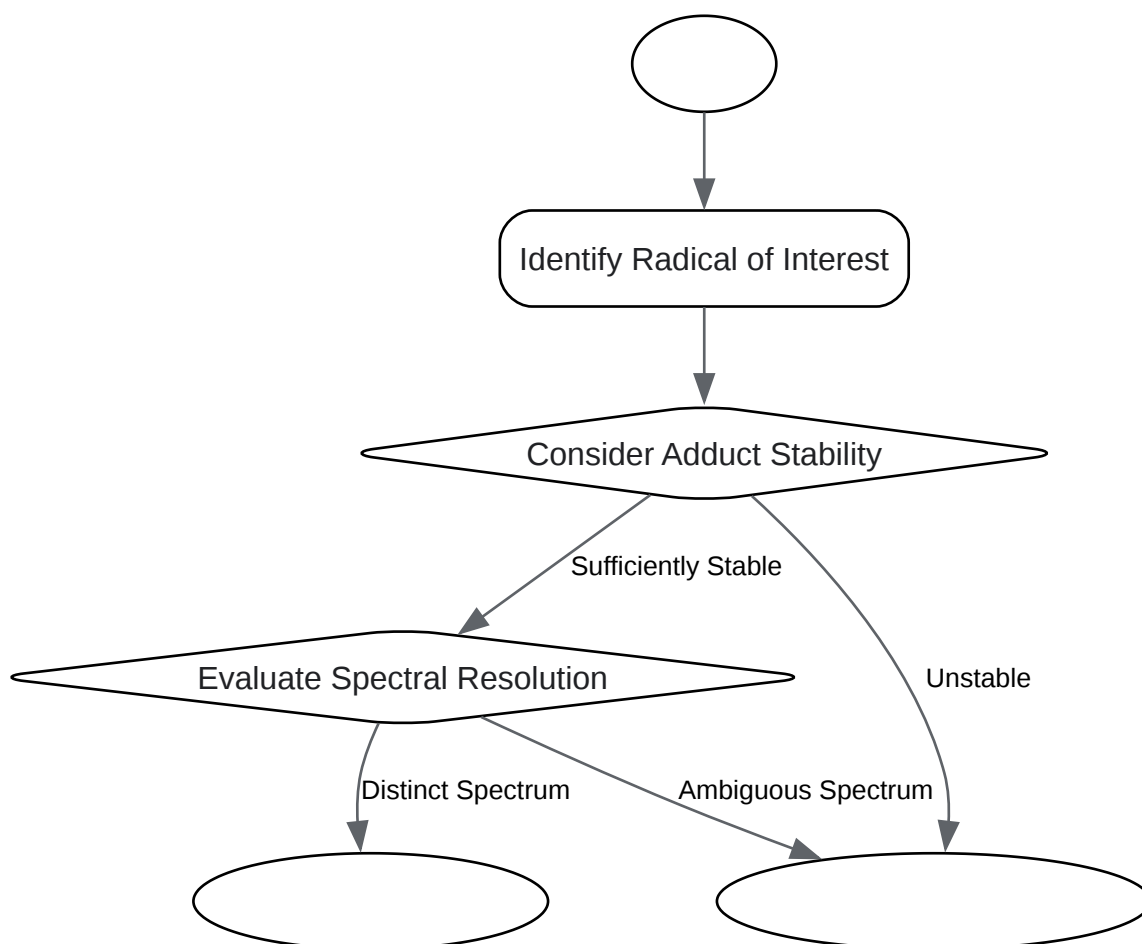 Identify Radical of Interest
Consider Adduct Stability
Sufficiently Stable
Evaluate Spectral Resolution
Unstable
Distinct Spectrum
Ambiguous Spectrum